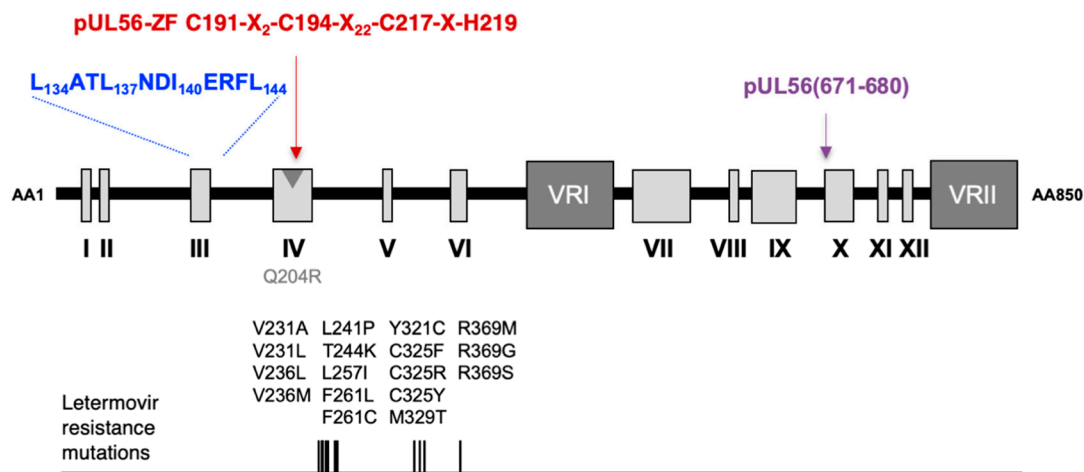 pUL56-ZF C191-X2-C194-X22-C217-X-H219
L134ATL137NDI140ERFL144
pUL56(671-680)
AA1
VRI
VRII
AA850
I II III IV V VI VII VIII IX X XI XII
Q204R
V231A L241P Y321C R369M
V231L T244K C325F R369G
V236L L257I C325R R369S
V236M F261L C325Y
F261C M329T
Letermovir
resistance
mutations